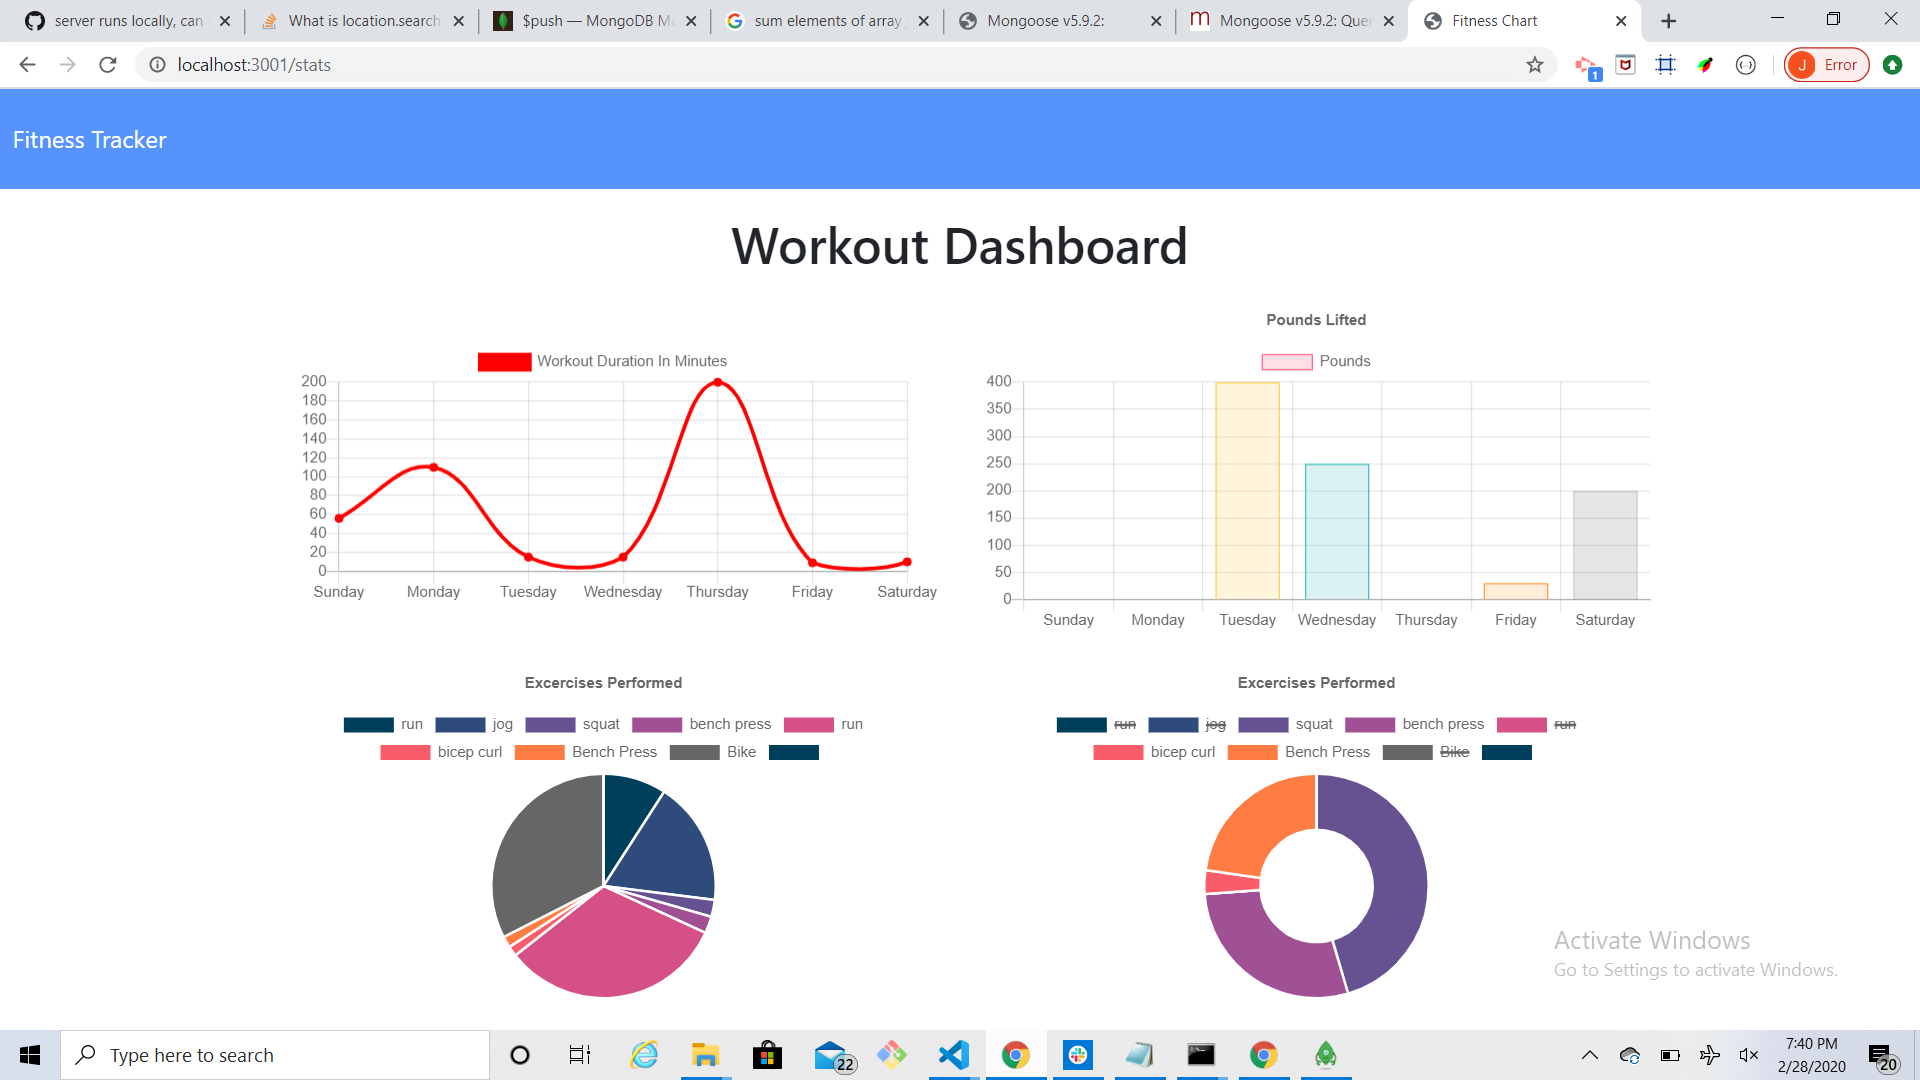 server runs locally, can
What is location.search
$push — MongoDB Ma
sum elements of array j
Mongoose v5.9.2:
Mongoose v5.9.2: Quer
Fitness Chart
localhost:3001/stats
1
J Error
Fitness Tracker
Workout Dashboard
Workout Duration In Minutes
200
180
160
140
120
100
80
60
40
20
0
Sunday Monday Tuesday Wednesday Thursday Friday Saturday
Pounds Lifted
Pounds
400
350
300
250
200
150
100
50
0
Sunday Monday Tuesday Wednesday Thursday Friday Saturday
Excercises Performed
run jog squat bench press run
bicep curl Bench Press Bike
Excercises Performed
run jog squat bench press run
bicep curl Bench Press Bike
Activate Windows
Go to Settings to activate Windows.
Type here to search
22
7:40 PM
2/28/2020
20